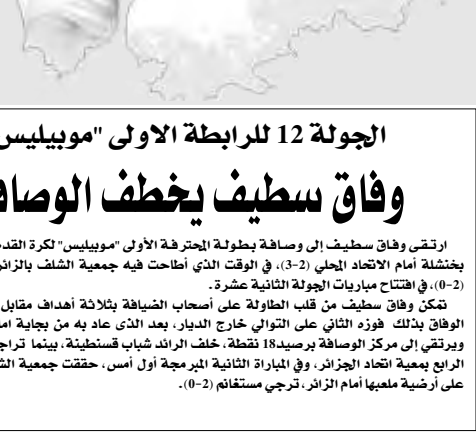 الجولة 12 للرابطة الاولى "موبيليس
وفاق سطيف يخطف الوصاف
ارتقى وفاق سطيف إلى وصافة بطولة المحترفة الأولى "موبيليس" لكرة القدم
بخنشلة أمام الاتحاد المحلي (2-3)، في الوقت الذي أطاحت فيه جمعية الشلف بالزائر
(2-0)، في افتتاح مباريات الجولة الثانية عشرة.
تمكن وفاق سطيف من قلب الطاولة على أصحاب الضيافة بثلاثة أهداف مقابل
الوفاق بذلك فوزه الثاني على التوالي خارج الديار، بعد الذى عاد به من بجاية اما
ويرتقي إلى مركز الوصافة برصيد18 نقطة، خلف الرائد شباب قسنطينة، بينما تراج
الرابع بمعية اتحاد الجزائر، وفي المباراة الثانية المبرمجة أول أمس، حققت جمعية الش
على أرضية ملعبها أمام الزائر، ترجي مستغانم (2-0).